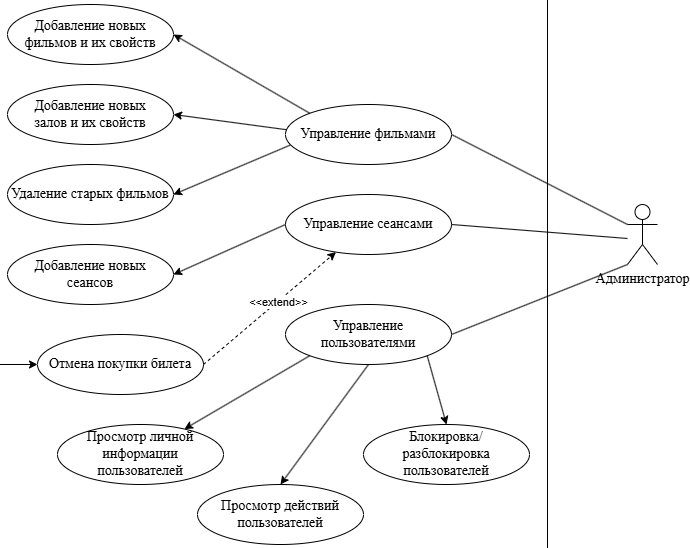 Добавление новых
фильмов и их свойств
Добавление новых
залов и их свойств
Управление фильмами
Удаление старых фильмов
Управление сеансами
Добавление новых
сеансов
Администратор
<<extend>>
Управление
пользователями
Отмена покупки билета
Просмотр личной
информации
пользователей
Блокировка/
разблокировка
пользователей
Просмотр действий
пользователей